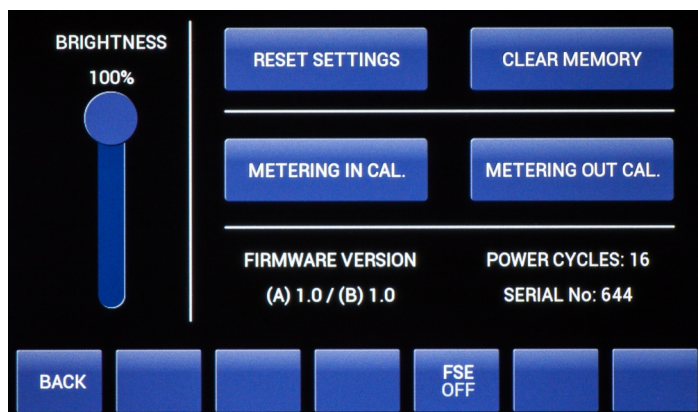 BRIGHTNESS
100%
RESET SETTINGS
CLEAR MEMORY
METERING IN CAL.
METERING OUT CAL.
FIRMWARE VERSION
(A) 1.0 / (B) 1.0
POWER CYCLES: 16
SERIAL No: 644
BACK
FSE
OFF